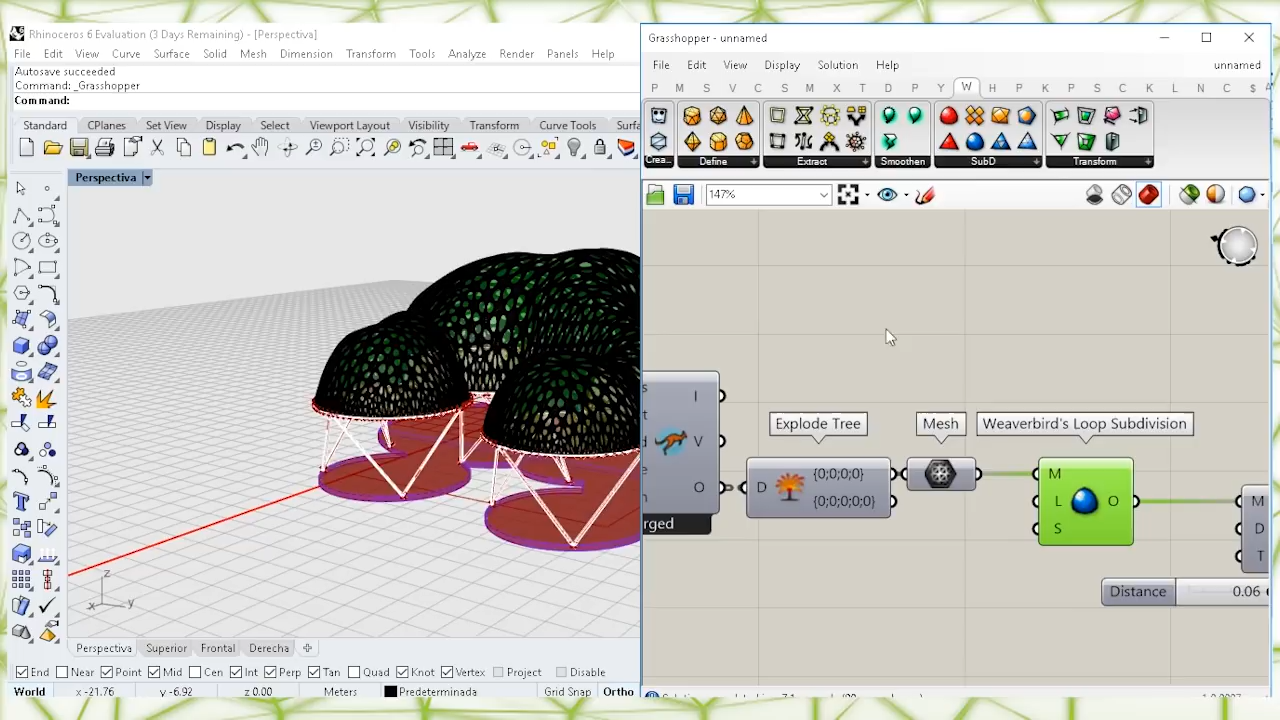 Rhinoceros 6 Evaluation (3 Days Remaining) - [Perspectiva]
File Edit View Curve Surface Solid Mesh Dimension Transform Tools Analyze Render Panels Help
Autosave succeeded
Command: _Grasshopper
Command:
Standard CPlanes Set View Display Select Viewport Layout Visibility Transform Curve Tools Surfa
Perspectiva
z
x y
Perspectiva Superior Frontal Derecha
End Near Point Mid Cen Int Perp Tan Quad Knot Vertex Project Disable
World x -21.76 y -6.92 z 0.00 Meters Predeterminada Grid Snap Ortho
Grasshopper - unnamed
File Edit View Display Solution Help unnamed
P M S V C S M X T D P Y W H P K P S C K L N C $
Crea... Define Extract Smoothen SubD Transform
147%
I
V
O
rged
Explode Tree
D {0;0;0;0}
{0;0;0;0;0}
Mesh
Weaverbird's Loop Subdivision
M
L O
S
M
D
T
Distance 0.06